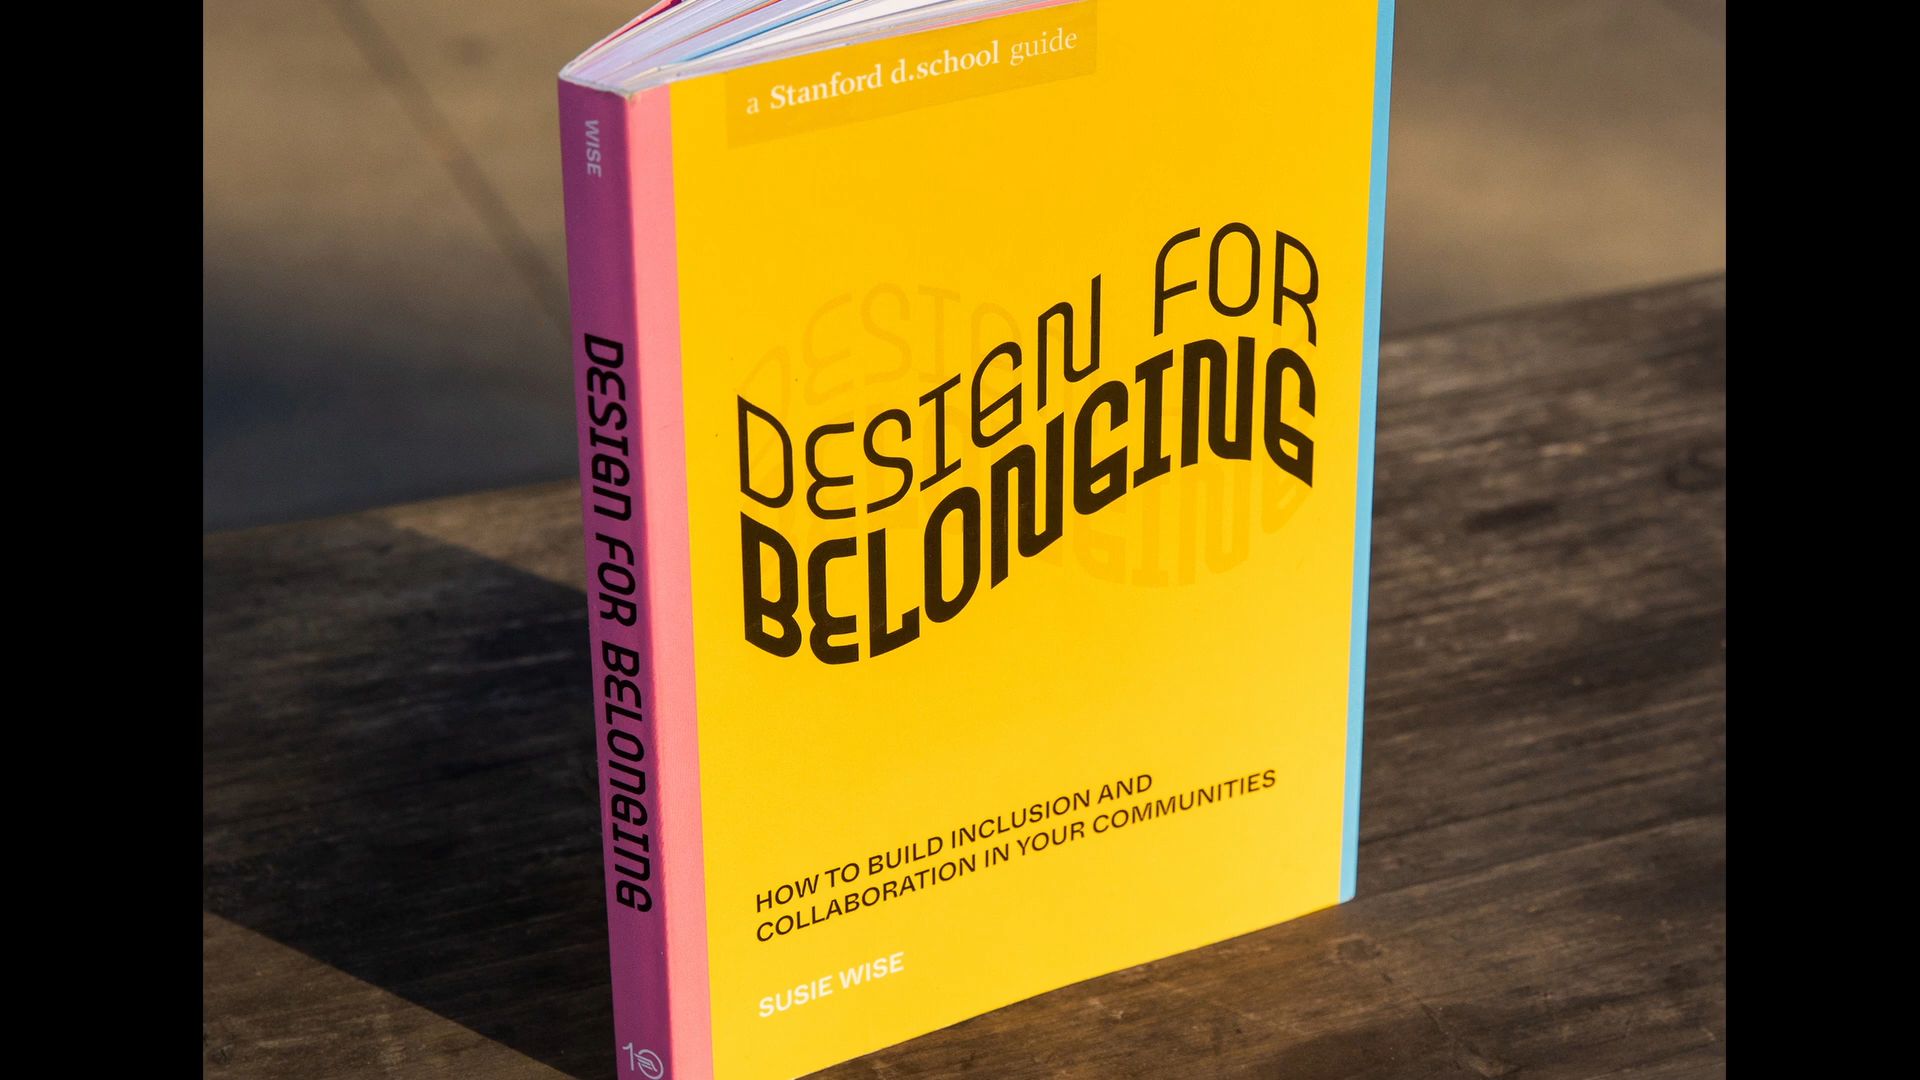 a Stanford d.school guide
DESIGN FOR
BELONGING
HOW TO BUILD INCLUSION AND
COLLABORATION IN YOUR COMMUNITIES
SUSIE WISE
WISE
DESIGN FOR BELONGING